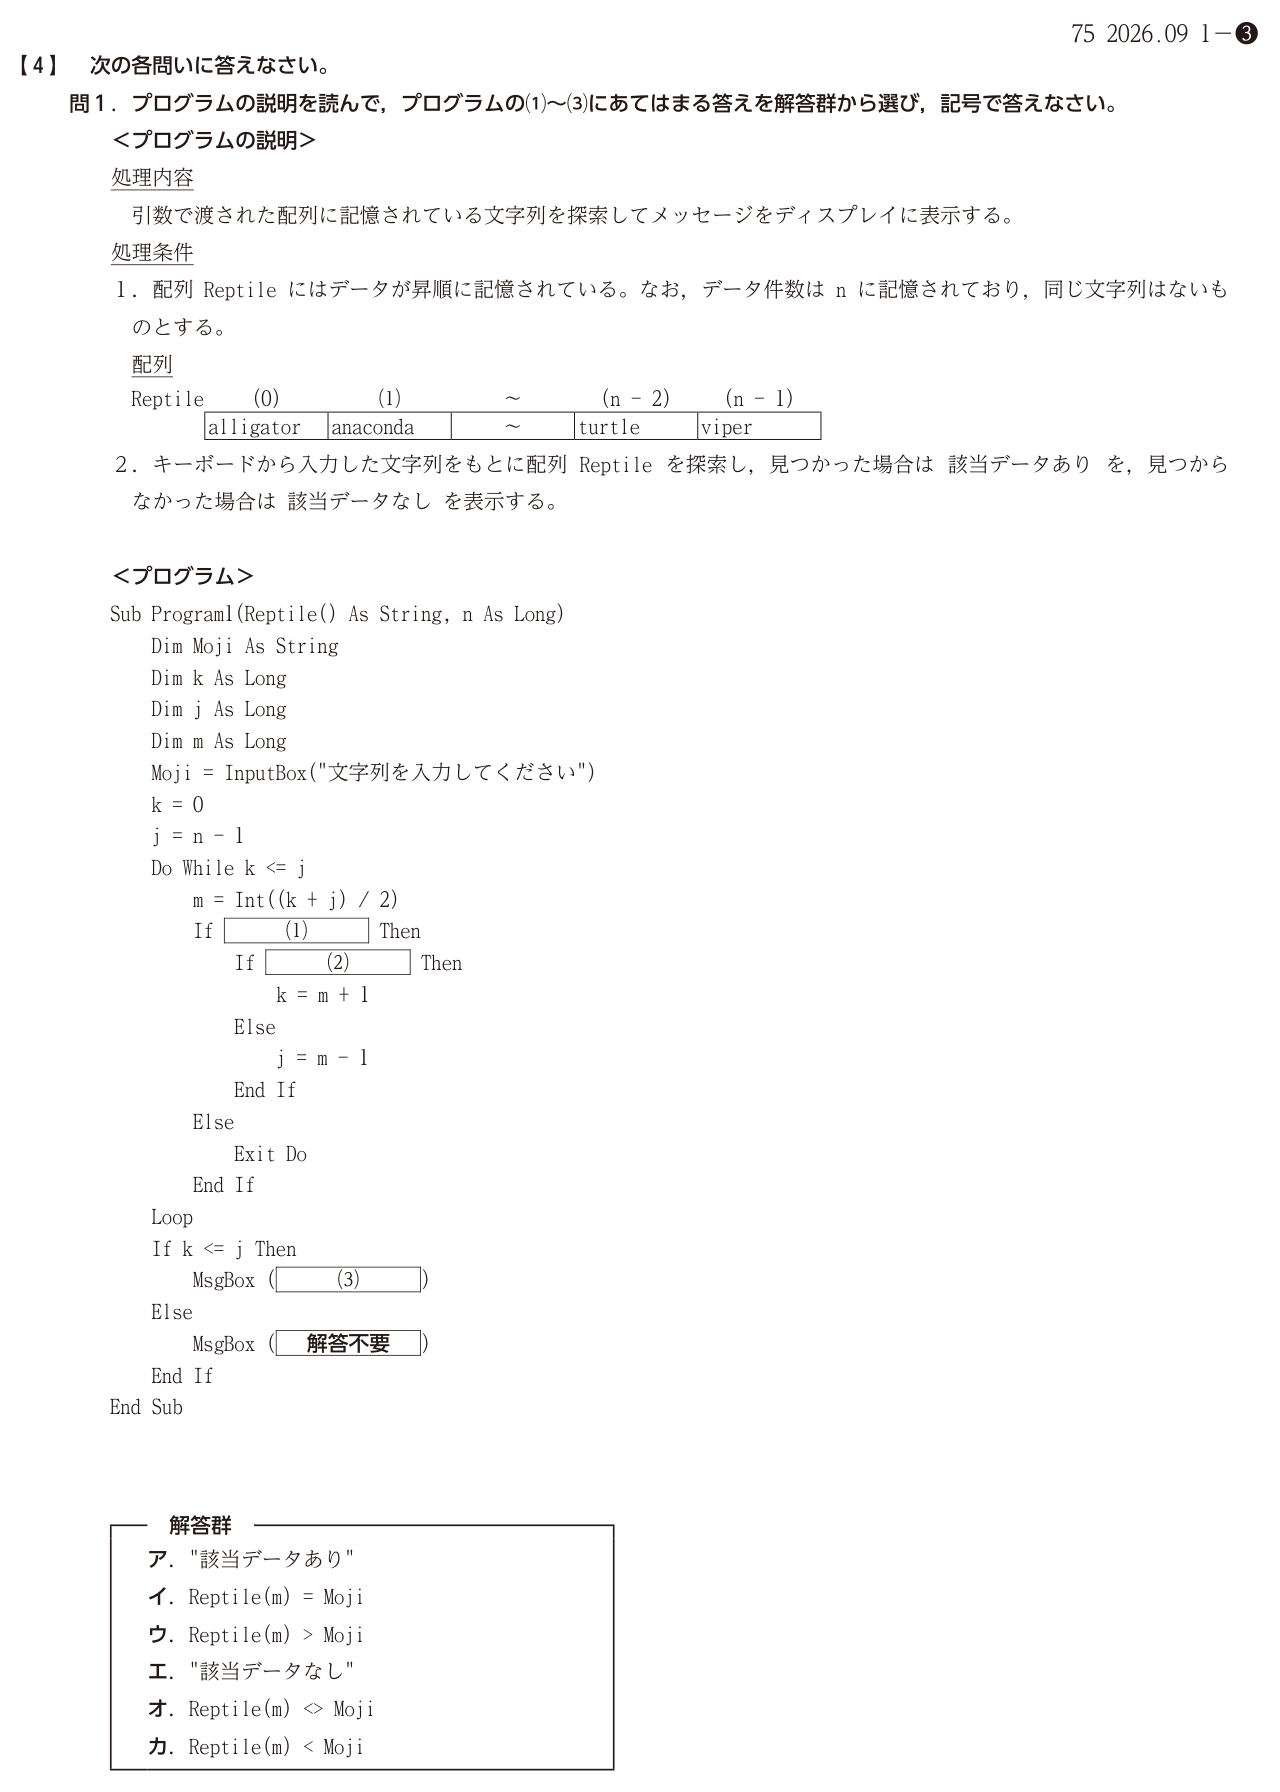 75 2026.09 1－❸
【4】 次の各問いに答えなさい。
問１．プログラムの説明を読んで，プログラムの⑴～⑶にあてはまる答えを解答群から選び，記号で答えなさい。
＜プログラムの説明＞
処理内容
引数で渡された配列に記憶されている文字列を探索してメッセージをディスプレイに表示する。
処理条件
１．配列 Reptile にはデータが昇順に記憶されている。なお，データ件数は n に記憶されており，同じ文字列はないも
のとする。
配列
Reptile (0) (1) ～ (n - 2) (n - 1)
alligator anaconda ～ turtle viper
２．キーボードから入力した文字列をもとに配列 Reptile を探索し，見つかった場合は 該当データあり を，見つから
なかった場合は 該当データなし を表示する。
＜プログラム＞
Sub Program1(Reptile() As String, n As Long)
Dim Moji As String
Dim k As Long
Dim j As Long
Dim m As Long
Moji = InputBox("文字列を入力してください")
k = 0
j = n - 1
Do While k <= j
m = Int((k + j) / 2)
If (1) Then
If (2) Then
k = m + 1
Else
j = m - 1
End If
Else
Exit Do
End If
Loop
If k <= j Then
MsgBox ( (3) )
Else
MsgBox ( 解答不要 )
End If
End Sub
解答群
ア．"該当データあり"
イ．Reptile(m) = Moji
ウ．Reptile(m) > Moji
エ．"該当データなし"
オ．Reptile(m) <> Moji
カ．Reptile(m) < Moji